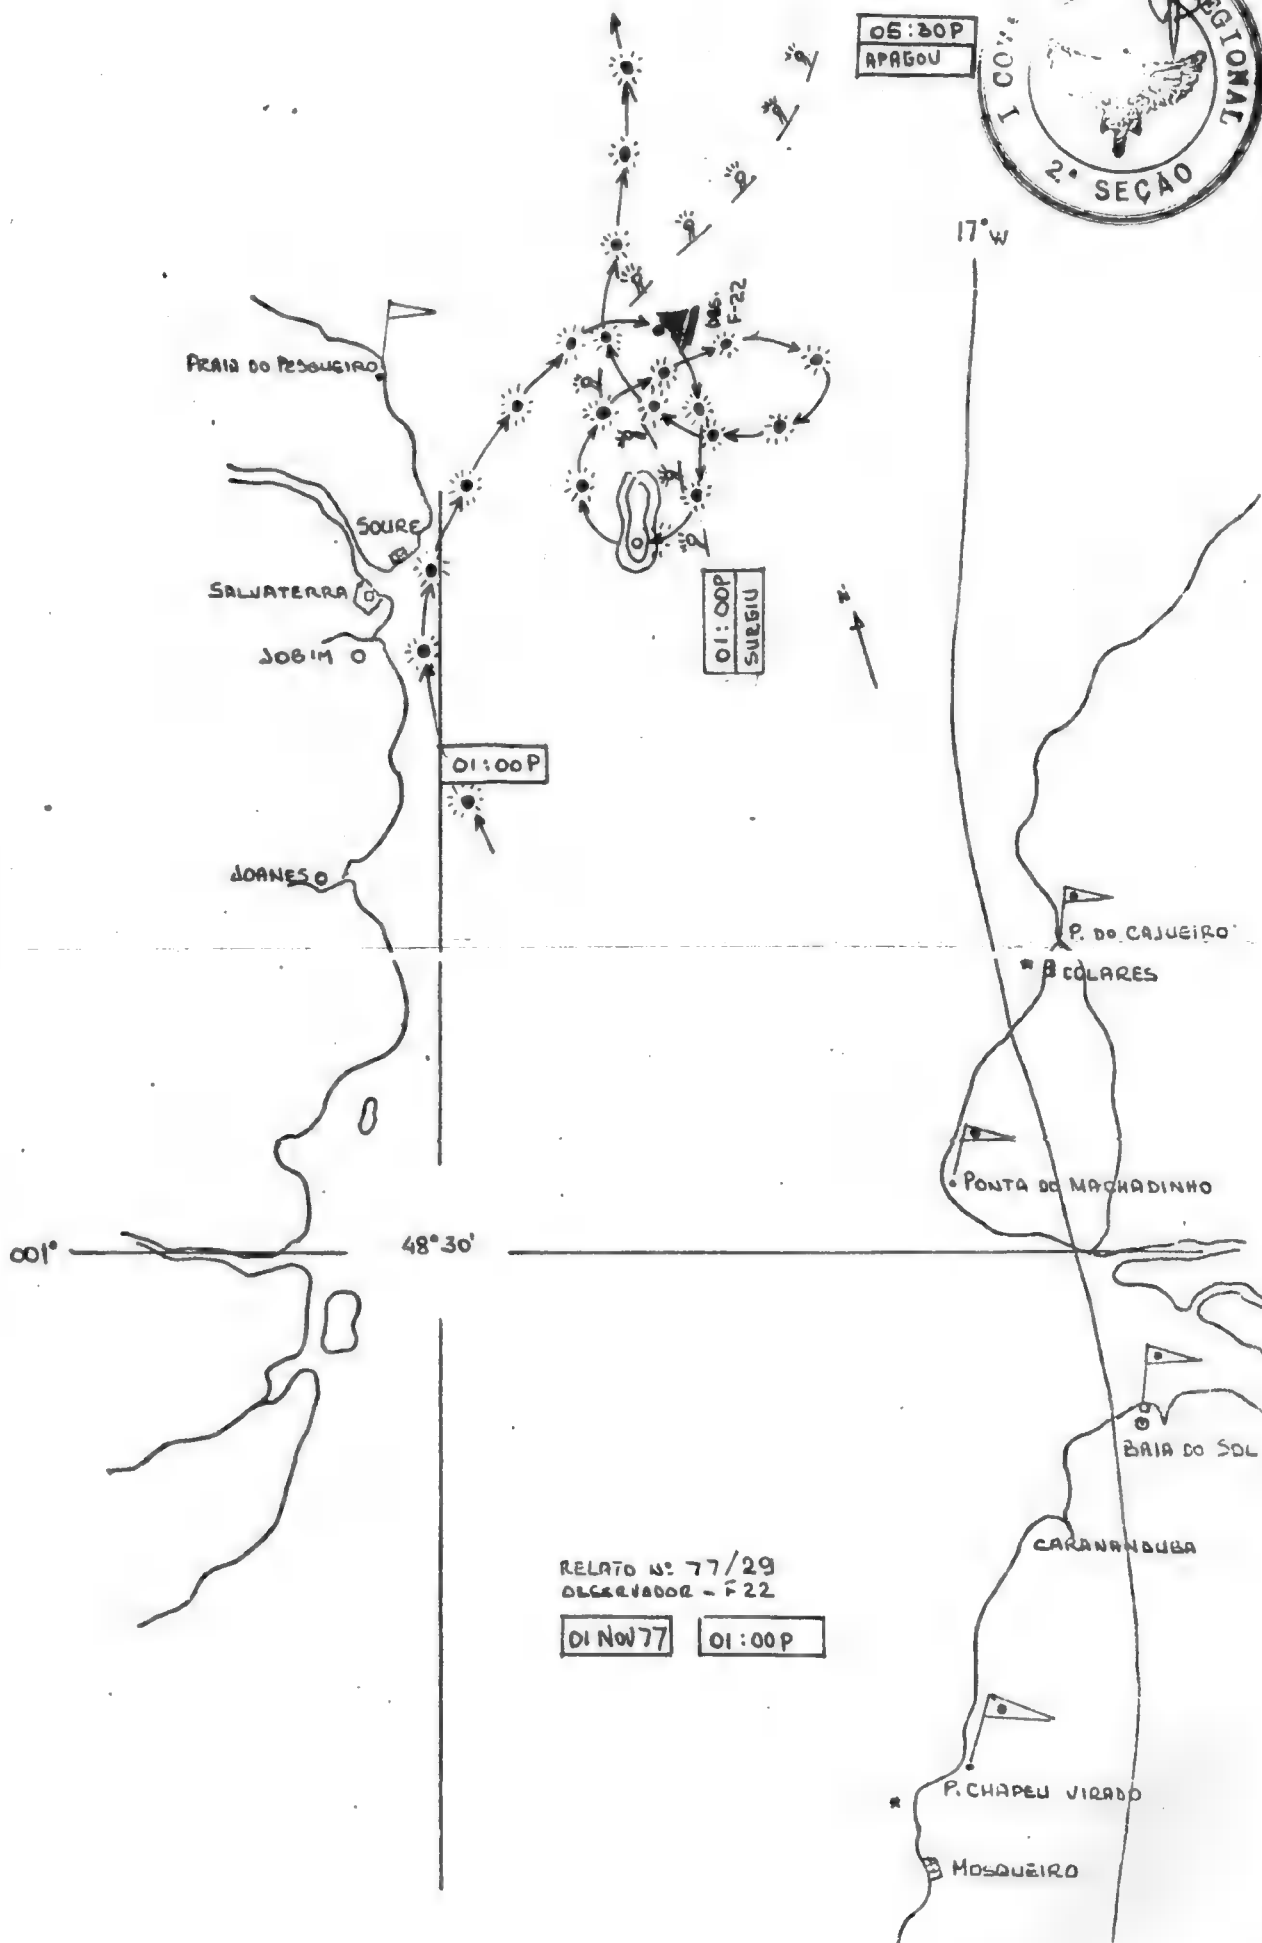 05:30P
APAGOU
I COM
REGIONAL
2ª SEÇÃO
17° W
OBS.
F-22
PRAIA DO PESQUEIRO
SOURE
SALVATERRA
JOBIM
01:00P
SURGIU
N
01:00P
JOANES
P. DO CAJUEIRO
COLARES
PONTA DO MACHADINHO
001°
48°30'
BAIA DO SOL
CARANANDUBA
RELATO Nº 77/29
OBSERVADOR - F22
01 NOV 77
01:00P
P. CHAPEU VIRADO
MOSQUEIRO